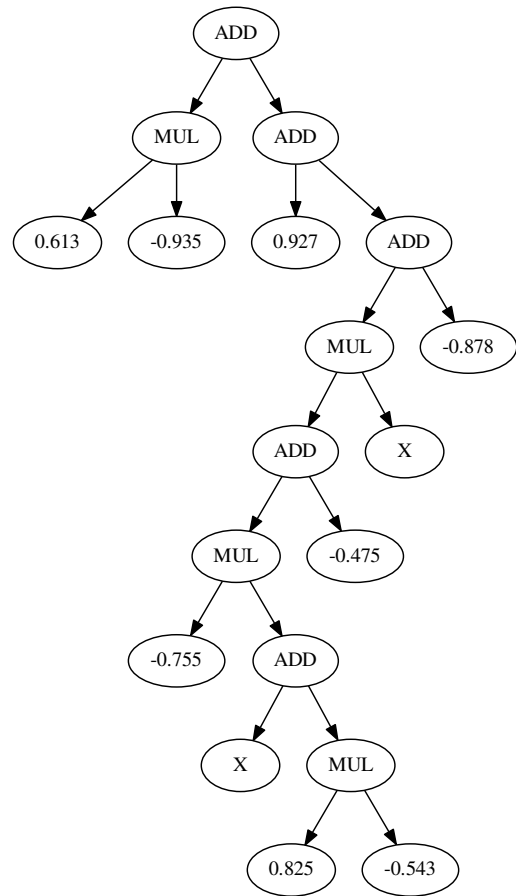 ADD
MUL ADD
0.613 -0.935 0.927 ADD
MUL -0.878
ADD X
MUL -0.475
-0.755 ADD
X MUL
0.825 -0.543